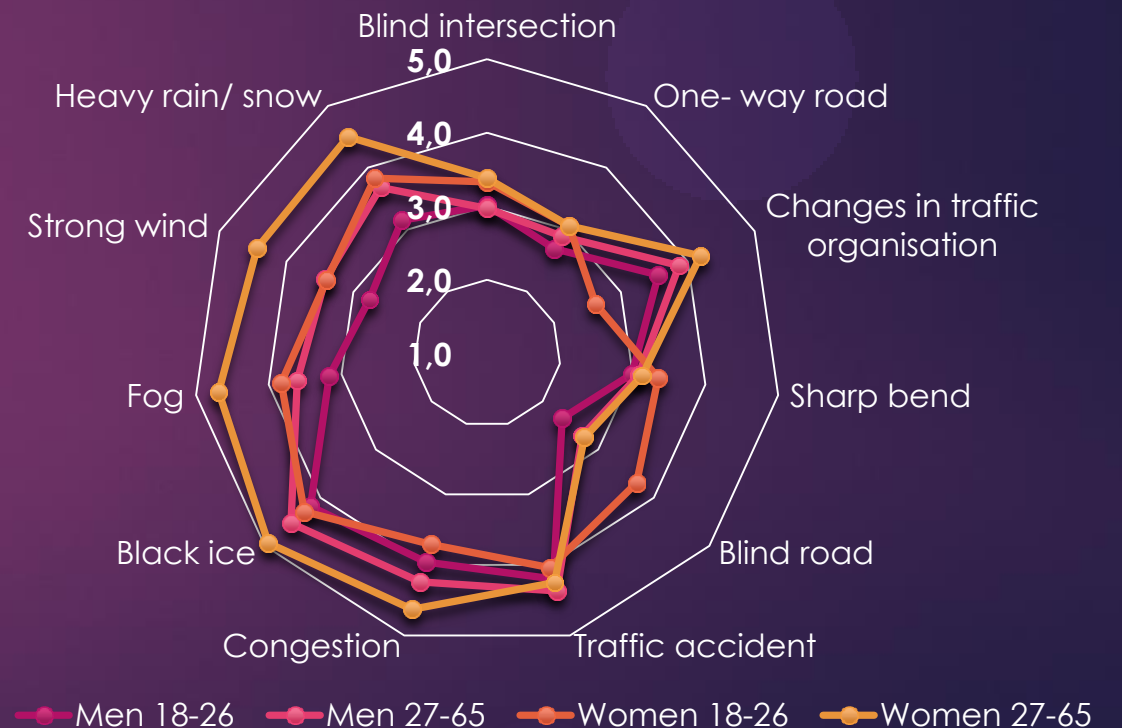 Blind intersection
5,0
Heavy rain/ snow
One- way road
4,0
Changes in traffic
organisation
3,0
Strong wind
2,0
1,0
Fog
Sharp bend
Black ice
Blind road
Congestion
Traffic accident
Men 18-26
Men 27-65
Women 18-26
Women 27-65